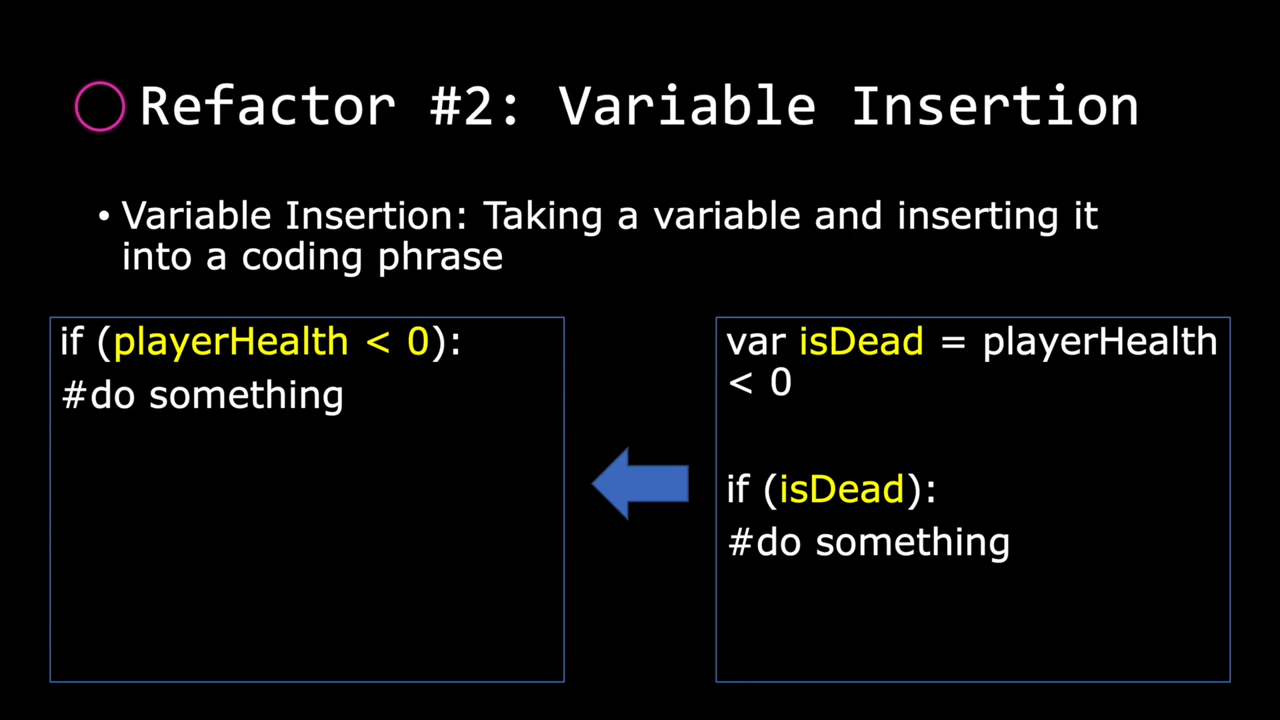 Refactor #2: Variable Insertion
• Variable Insertion: Taking a variable and inserting it
into a coding phrase
if (playerHealth < 0):
#do something
var isDead = playerHealth
< 0
if (isDead):
#do something